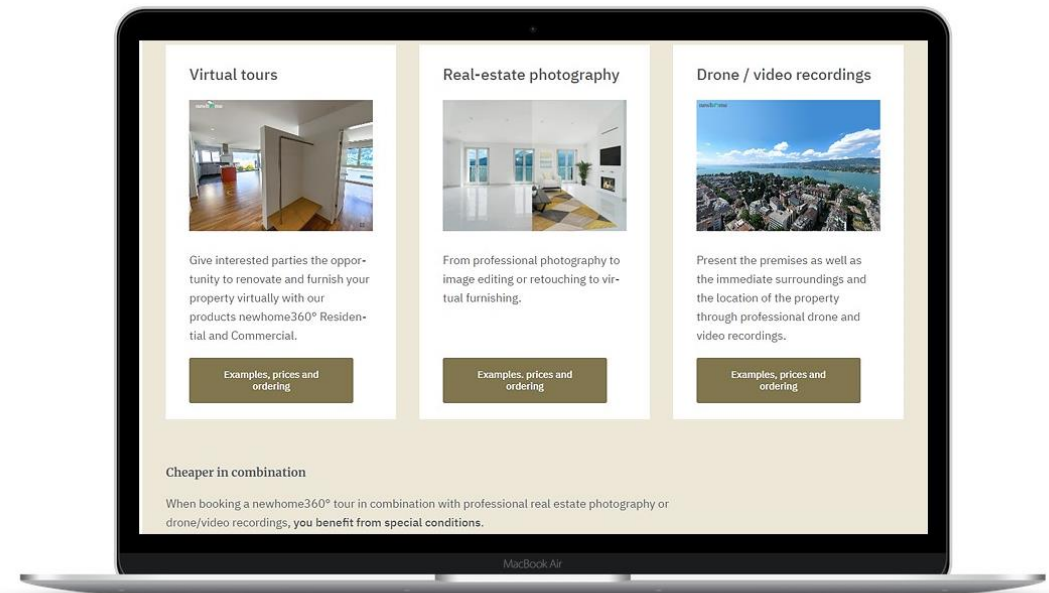 Virtual tours
newhome
Give interested parties the oppor-
tunity to renovate and furnish your
property virtually with our
products newhome360° Residen-
tial and Commercial.
Examples, prices and
ordering
Real-estate photography
From professional photography to
image editing or retouching to vir-
tual furnishing.
Examples. prices and
ordering
Drone / video recordings
newhome
Present the premises as well as
the immediate surroundings and
the location of the property
through professional drone and
video recordings.
Examples, prices and
ordering
Cheaper in combination
When booking a newhome360° tour in combination with professional real estate photography or
drone/video recordings, you benefit from special conditions.
MacBook Air